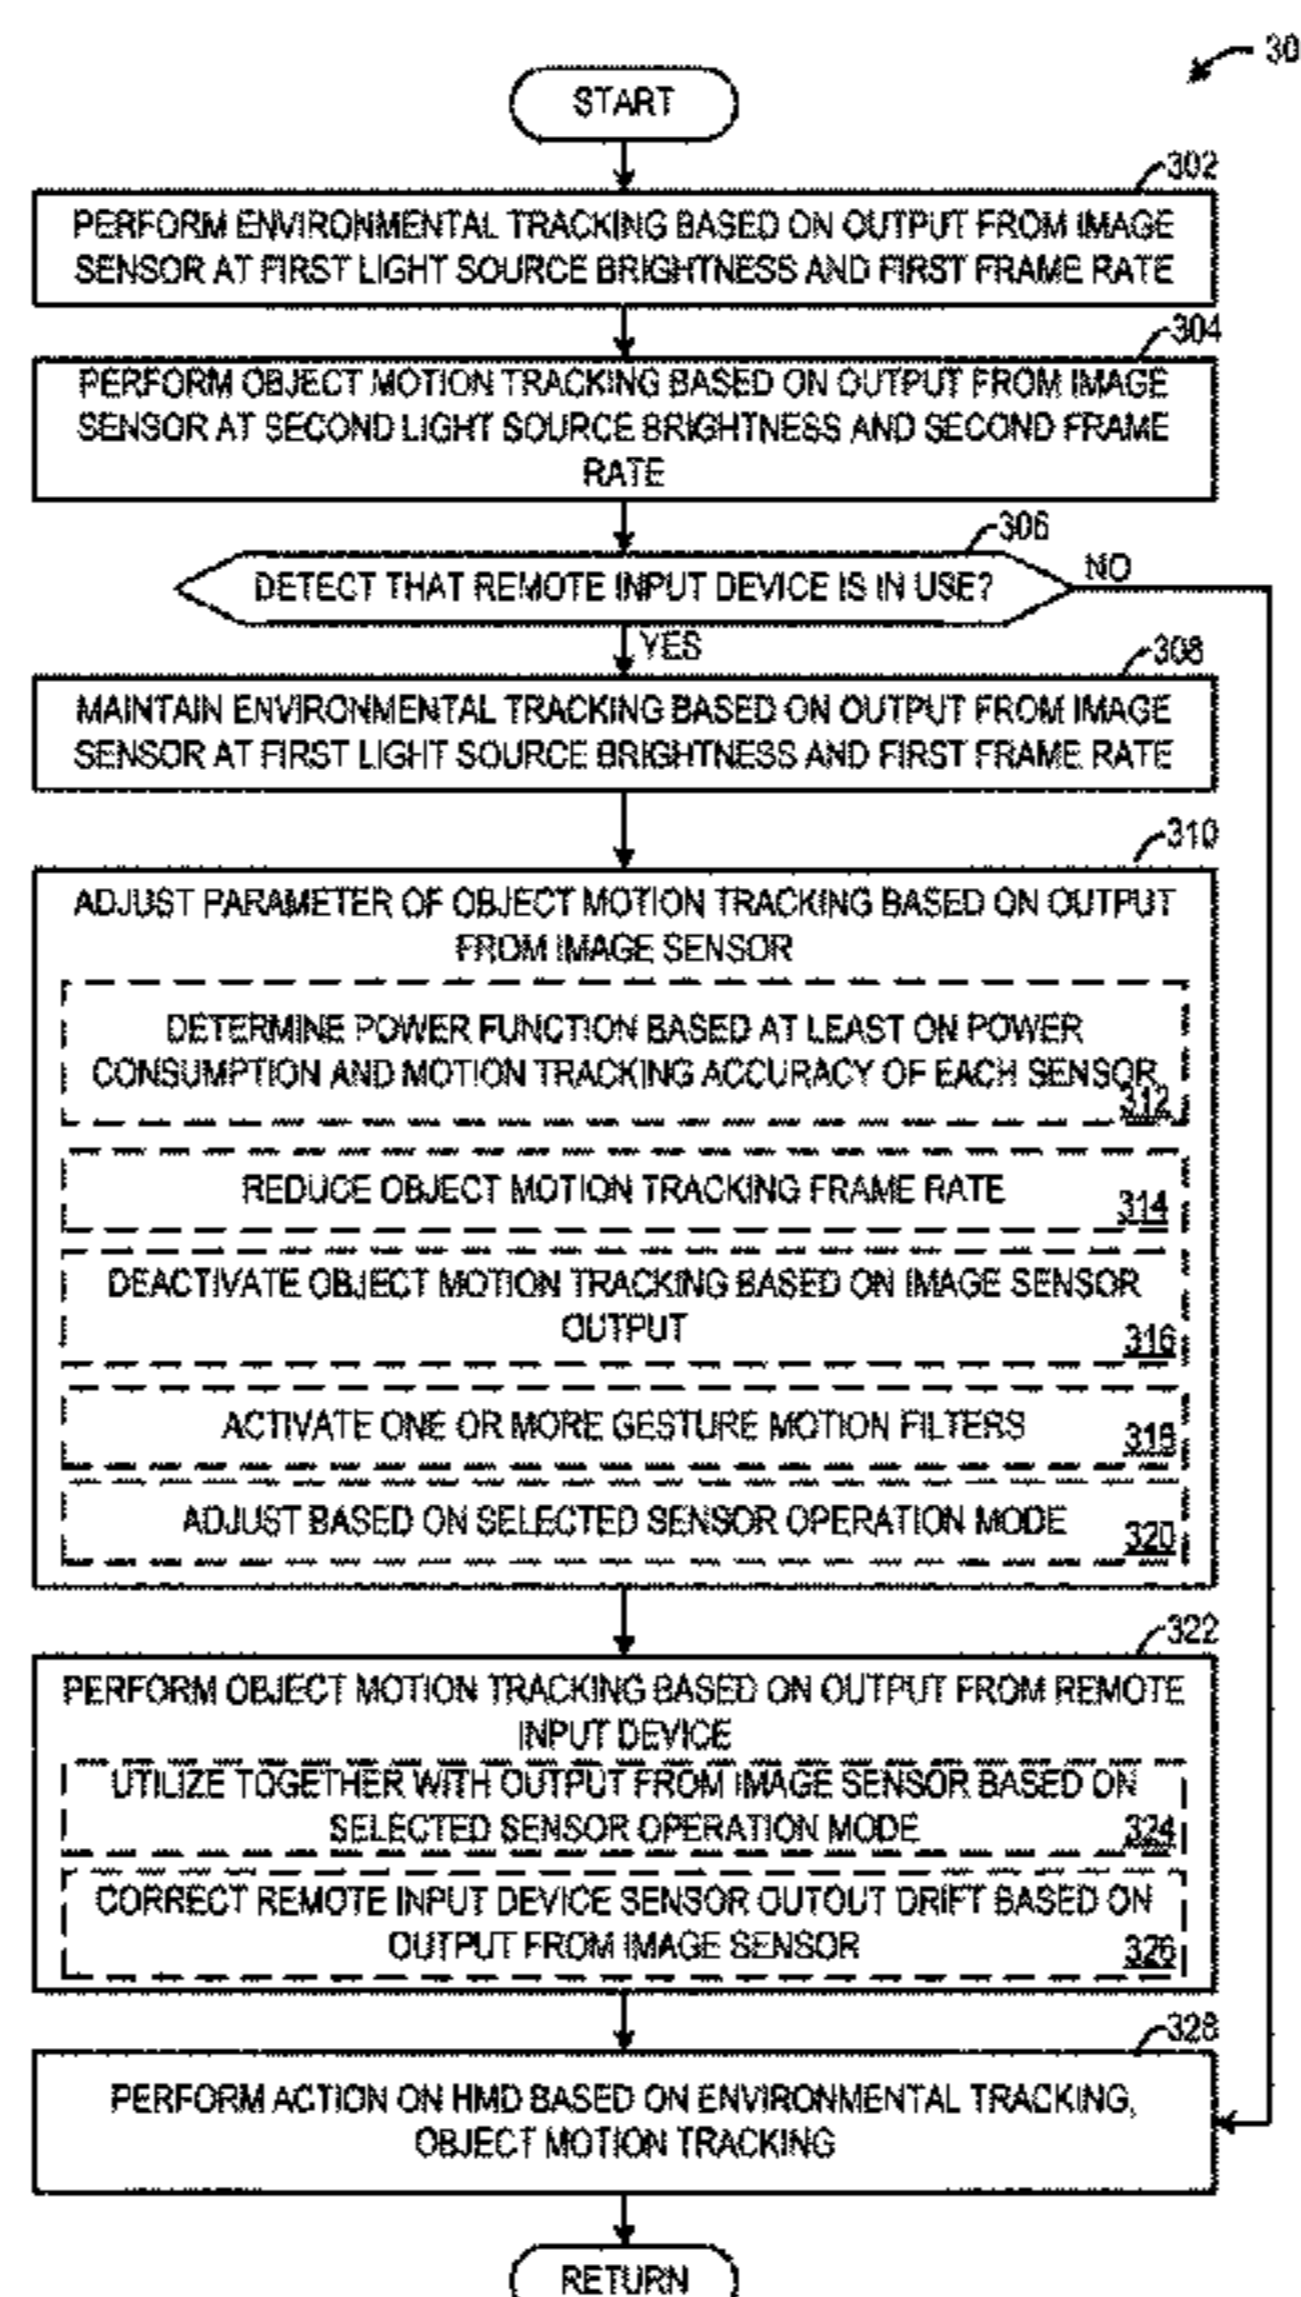 30
START
302
PERFORM ENVIRONMENTAL TRACKING BASED ON OUTPUT FROM IMAGE
SENSOR AT FIRST LIGHT SOURCE BRIGHTNESS AND FIRST FRAME RATE
304
PERFORM OBJECT MOTION TRACKING BASED ON OUTPUT FROM IMAGE
SENSOR AT SECOND LIGHT SOURCE BRIGHTNESS AND SECOND FRAME
RATE
306
DETECT THAT REMOTE INPUT DEVICE IS IN USE?
NO
YES
308
MAINTAIN ENVIRONMENTAL TRACKING BASED ON OUTPUT FROM IMAGE
SENSOR AT FIRST LIGHT SOURCE BRIGHTNESS AND FIRST FRAME RATE
310
ADJUST PARAMETER OF OBJECT MOTION TRACKING BASED ON OUTPUT
FROM IMAGE SENSOR
DETERMINE POWER FUNCTION BASED AT LEAST ON POWER
CONSUMPTION AND MOTION TRACKING ACCURACY OF EACH SENSOR
312
REDUCE OBJECT MOTION TRACKING FRAME RATE
314
DEACTIVATE OBJECT MOTION TRACKING BASED ON IMAGE SENSOR
OUTPUT
316
ACTIVATE ONE OR MORE GESTURE MOTION FILTERS
318
ADJUST BASED ON SELECTED SENSOR OPERATION MODE
320
322
PERFORM OBJECT MOTION TRACKING BASED ON OUTPUT FROM REMOTE
INPUT DEVICE
UTILIZE TOGETHER WITH OUTPUT FROM IMAGE SENSOR BASED ON
SELECTED SENSOR OPERATION MODE
324
CORRECT REMOTE INPUT DEVICE SENSOR OUTOUT DRIFT BASED ON
OUTPUT FROM IMAGE SENSOR
326
328
PERFORM ACTION ON HMD BASED ON ENVIRONMENTAL TRACKING,
OBJECT MOTION TRACKING
RETURN